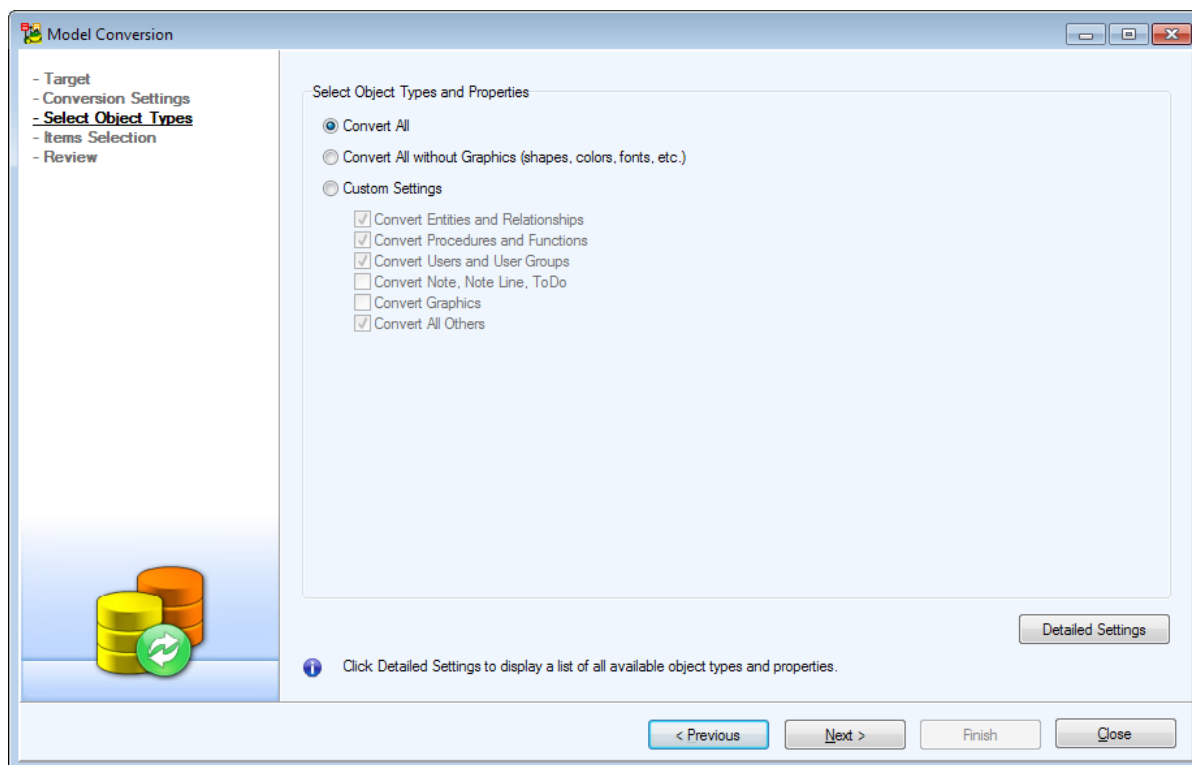 Model Conversion
- Target
- Conversion Settings
- Select Object Types
- Items Selection
- Review
Select Object Types and Properties
Convert All
Convert All without Graphics (shapes, colors, fonts, etc.)
Custom Settings
Convert Entities and Relationships
Convert Procedures and Functions
Convert Users and User Groups
Convert Note, Note Line, ToDo
Convert Graphics
Convert All Others
Detailed Settings
Click Detailed Settings to display a list of all available object types and properties.
< Previous
Next >
Finish
Close